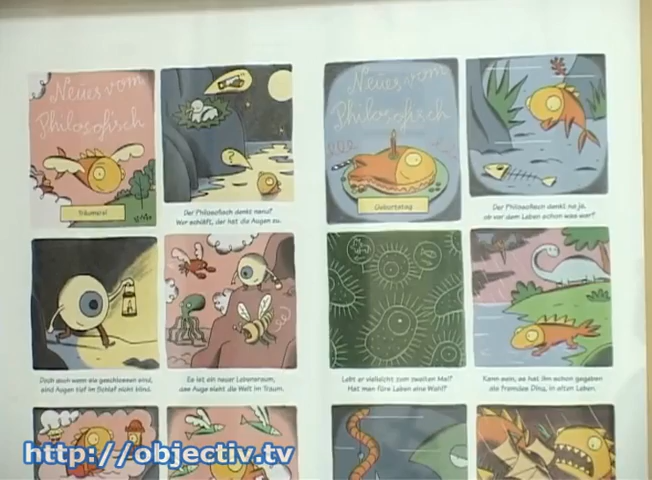 Neues vom
Philosofisch
Träumerei
Der Philosofisch denkt nanu?
Wer schläft, der hat die Augen zu.
Doch auch wenn sie geschlossen sind,
sind Augen tief im Schlaf nicht blind.
Es ist ein neuer Lebensraum,
das Auge sieht die Welt im Traum.
Neues vom
Philosofisch
Geburtstag
Der Philosofisch denkt na ja,
ob vor dem Leben schon was war?
Lebt er vielleicht zum zweiten Mal?
Hat man fürs Leben eine Wahl?
Kann sein, es hat ihn schon gegeben
als fremdes Ding, in alten Leben.
http://objectiv.tv